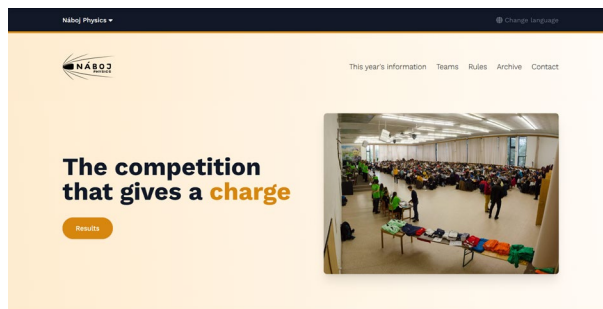 Náboj Physics
Change language
NÁBOJ
PHYSICS
This year's information Teams Rules Archive Contact
The competition
that gives a charge
Results